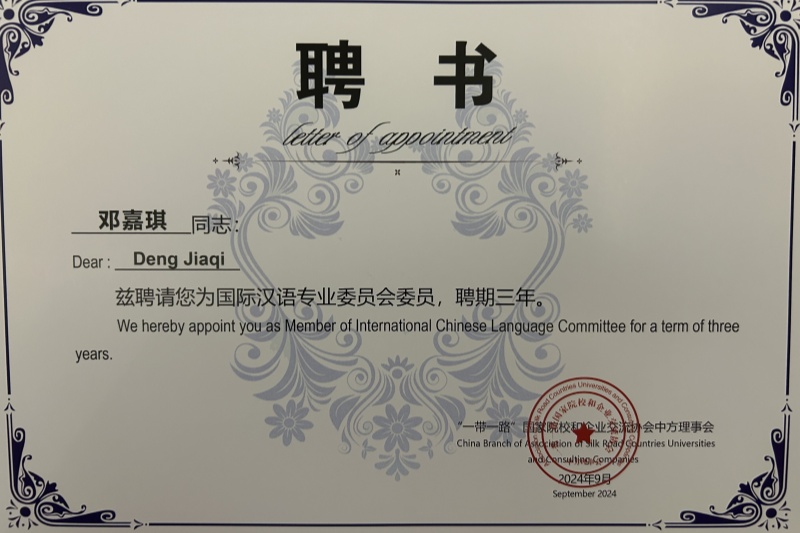 聘 书
letter of appointment
邓嘉琪 同志：
Dear : Deng Jiaqi
兹聘请您为国际汉语专业委员会委员，聘期三年。
We hereby appoint you as Member of International Chinese Language Committee for a term of three
years.
“一带一路”国家院校和企业交流协会中方理事会
China Branch of Association of Silk Road Countries Universities
and Consulting Companies
2024年9月
September 2024